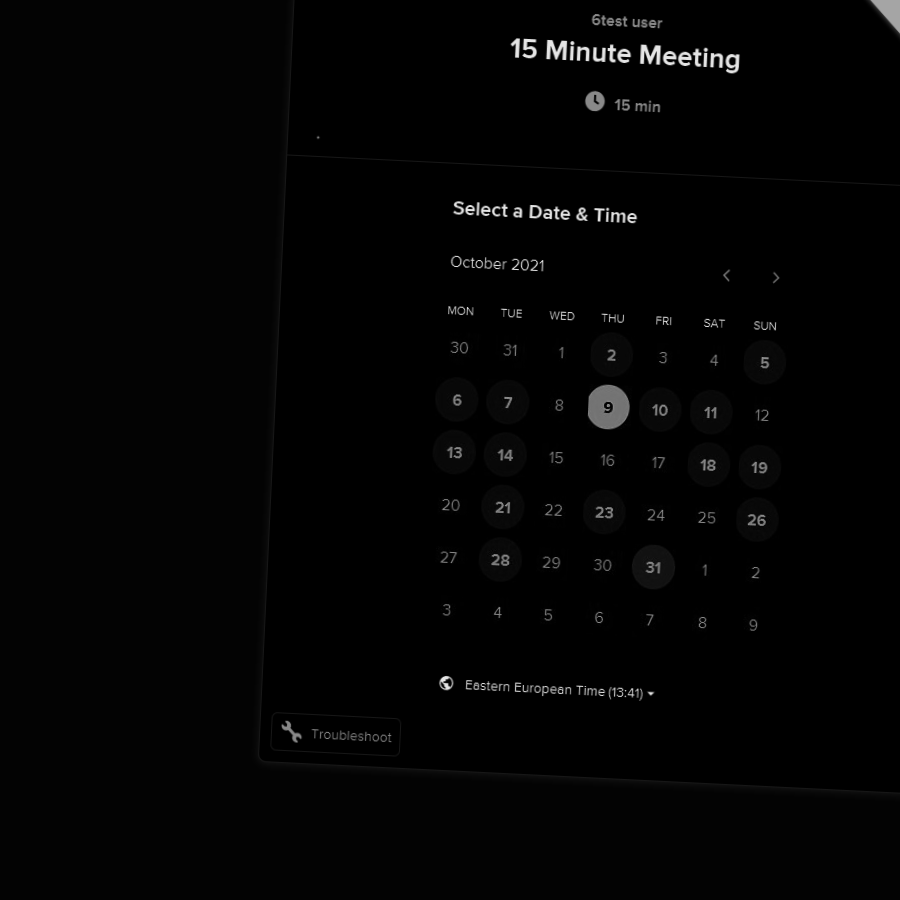 6test user
15 Minute Meeting
15 min
Select a Date & Time
October 2021
MON TUE WED THU FRI SAT SUN
30 31 1 2 3 4 5
6 7 8 9 10 11 12
13 14 15 16 17 18 19
20 21 22 23 24 25 26
27 28 29 30 31 1 2
3 4 5 6 7 8 9
Eastern European Time (13:41)
Troubleshoot